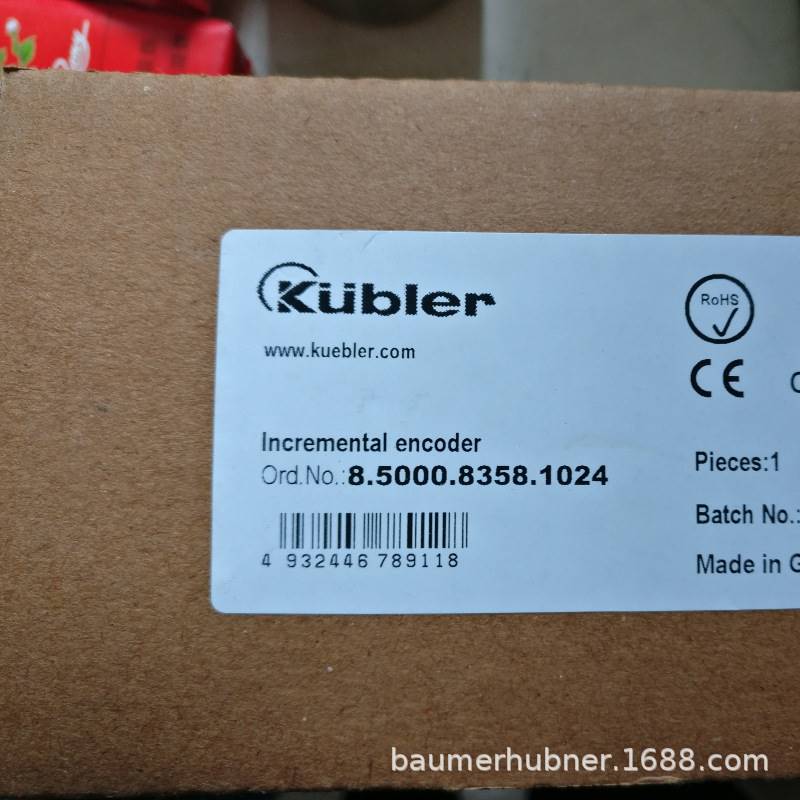 Kübler
www.kuebler.com
RoHS
CE
Incremental encoder
Ord.No.:8.5000.8358.1024
Pieces:1
Batch No.:
Made in G
4 932446 789118
baumerhubner.1688.com